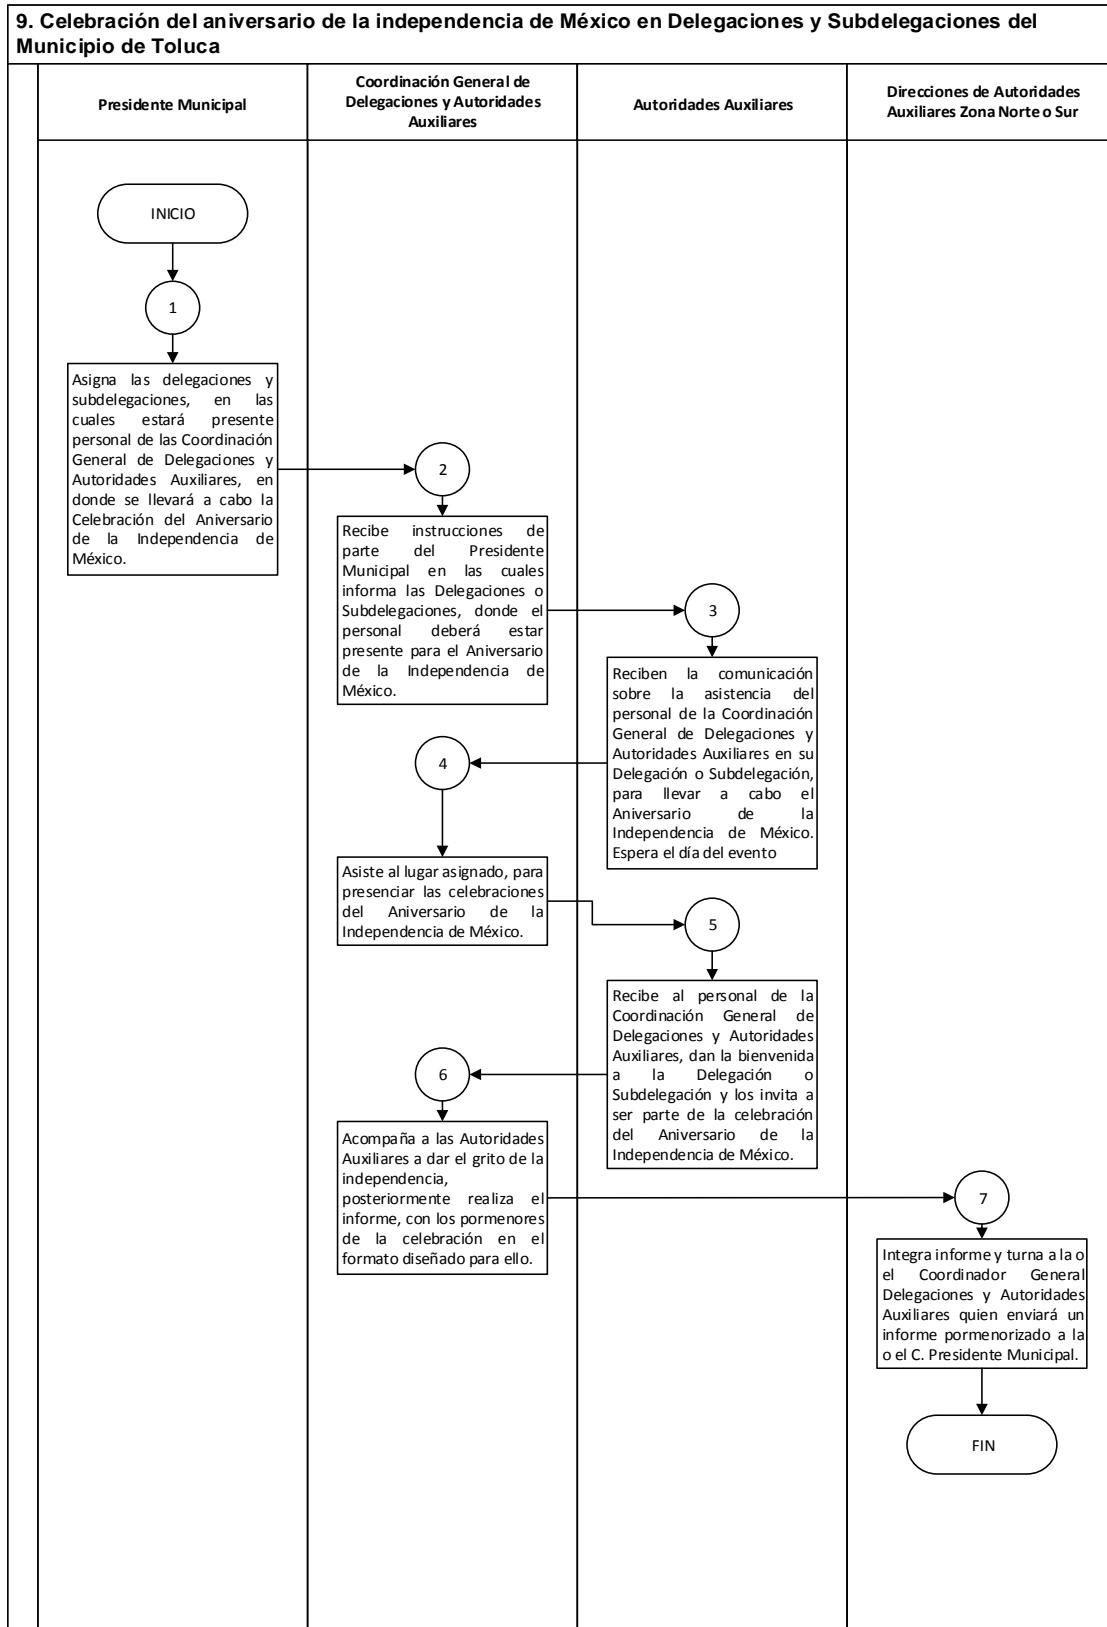 9. Celebración del aniversario de la independencia de México en Delegaciones y Subdelegaciones del
Municipio de Toluca
Presidente Municipal
Coordinación General de
Delegaciones y Autoridades
Auxiliares
Autoridades Auxiliares
Direcciones de Autoridades
Auxiliares Zona Norte o Sur
INICIO
1
Asigna las delegaciones y
subdelegaciones, en las
cuales estará presente
personal de las Coordinación
General de Delegaciones y
Autoridades Auxiliares, en
donde se llevará a cabo la
Celebración del Aniversario
de la Independencia de
México.
2
Recibe instrucciones de
parte del Presidente
Municipal en las cuales
informa las Delegaciones o
Subdelegaciones, donde el
personal deberá estar
presente para el Aniversario
de la Independencia de
México.
3
Reciben la comunicación
sobre la asistencia del
personal de la Coordinación
General de Delegaciones y
Autoridades Auxiliares en su
Delegación o Subdelegación,
para llevar a cabo el
Aniversario de la
Independencia de México.
Espera el día del evento
4
Asiste al lugar asignado, para
presenciar las celebraciones
del Aniversario de la
Independencia de México.
5
Recibe al personal de la
Coordinación General de
Delegaciones y Autoridades
Auxiliares, dan la bienvenida
a la Delegación o
Subdelegación y los invita a
ser parte de la celebración
del Aniversario de la
Independencia de México.
6
Acompaña a las Autoridades
Auxiliares a dar el grito de la
independencia,
posteriormente realiza el
informe, con los pormenores
de la celebración en el
formato diseñado para ello.
7
Integra informe y turna a la o
el Coordinador General
Delegaciones y Autoridades
Auxiliares quien enviará un
informe pormenorizado a la
o el C. Presidente Municipal.
FIN